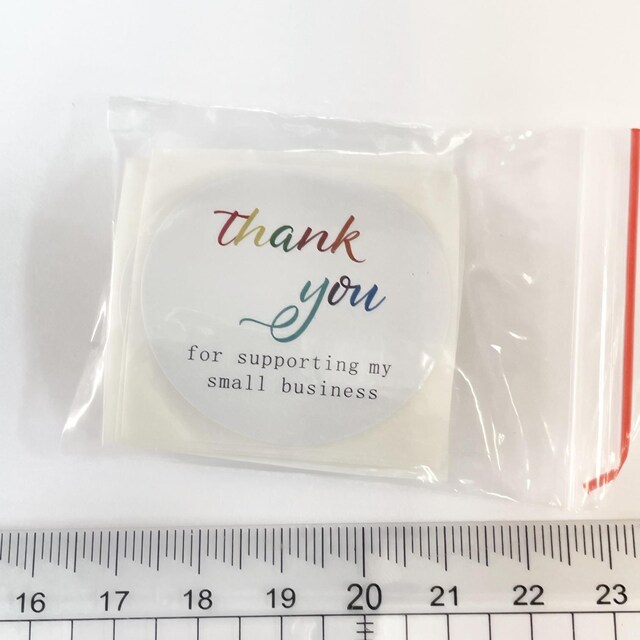 thank
you
for supporting my
small business
16 17 18 19 20 21 22 23